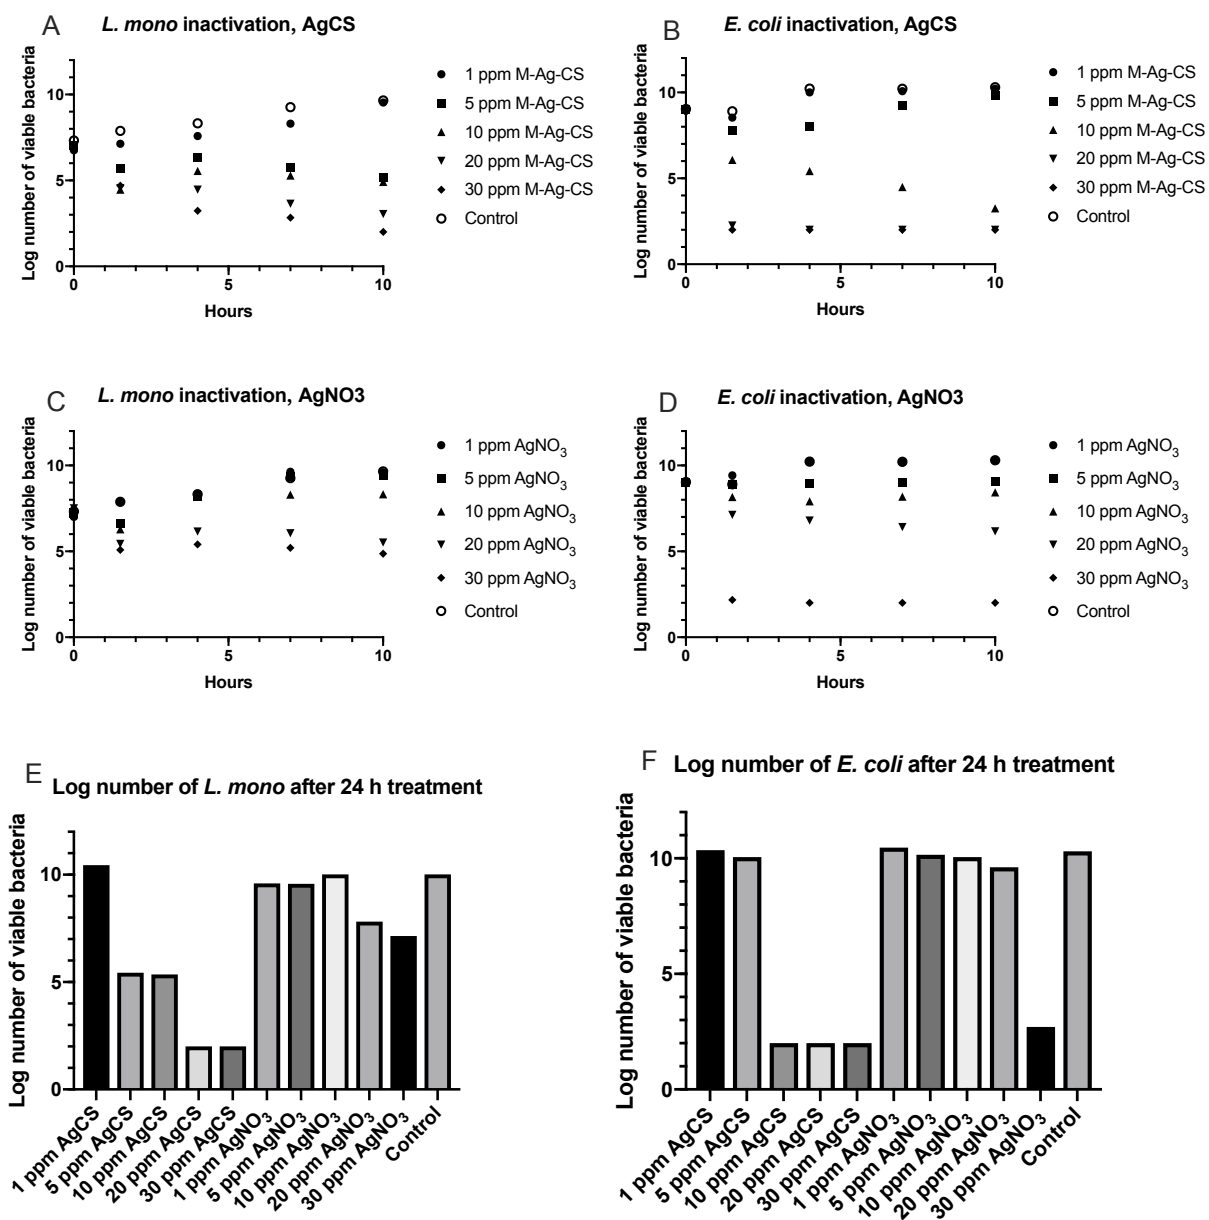 A
L. mono inactivation, AgCS
Log number of viable bacteria
10
5
0
0
5
10
Hours
1 ppm M-Ag-CS
5 ppm M-Ag-CS
10 ppm M-Ag-CS
20 ppm M-Ag-CS
30 ppm M-Ag-CS
Control
B
E. coli inactivation, AgCS
Log number of viable bacteria
10
5
0
0
5
10
Hours
1 ppm M-Ag-CS
5 ppm M-Ag-CS
10 ppm M-Ag-CS
20 ppm M-Ag-CS
30 ppm M-Ag-CS
Control
C
L. mono inactivation, AgNO3
Log number of viable bacteria
10
5
0
0
5
10
Hours
1 ppm AgNO₃
5 ppm AgNO₃
10 ppm AgNO₃
20 ppm AgNO₃
30 ppm AgNO₃
Control
D
E. coli inactivation, AgNO3
Log number of viable bacteria
10
5
0
0
5
10
Hours
1 ppm AgNO₃
5 ppm AgNO₃
10 ppm AgNO₃
20 ppm AgNO₃
30 ppm AgNO₃
Control
E
Log number of L. mono after 24 h treatment
Log number of viable bacteria
10
5
0
1 ppm AgCS
5 ppm AgCS
10 ppm AgCS
20 ppm AgCS
30 ppm AgCS
1 ppm AgNO₃
5 ppm AgNO₃
10 ppm AgNO₃
20 ppm AgNO₃
30 ppm AgNO₃
Control
F
Log number of E. coli after 24 h treatment
Log number of viable bacteria
10
5
0
1 ppm AgCS
5 ppm AgCS
10 ppm AgCS
20 ppm AgCS
30 ppm AgCS
1 ppm AgNO₃
5 ppm AgNO₃
10 ppm AgNO₃
20 ppm AgNO₃
30 ppm AgNO₃
Control